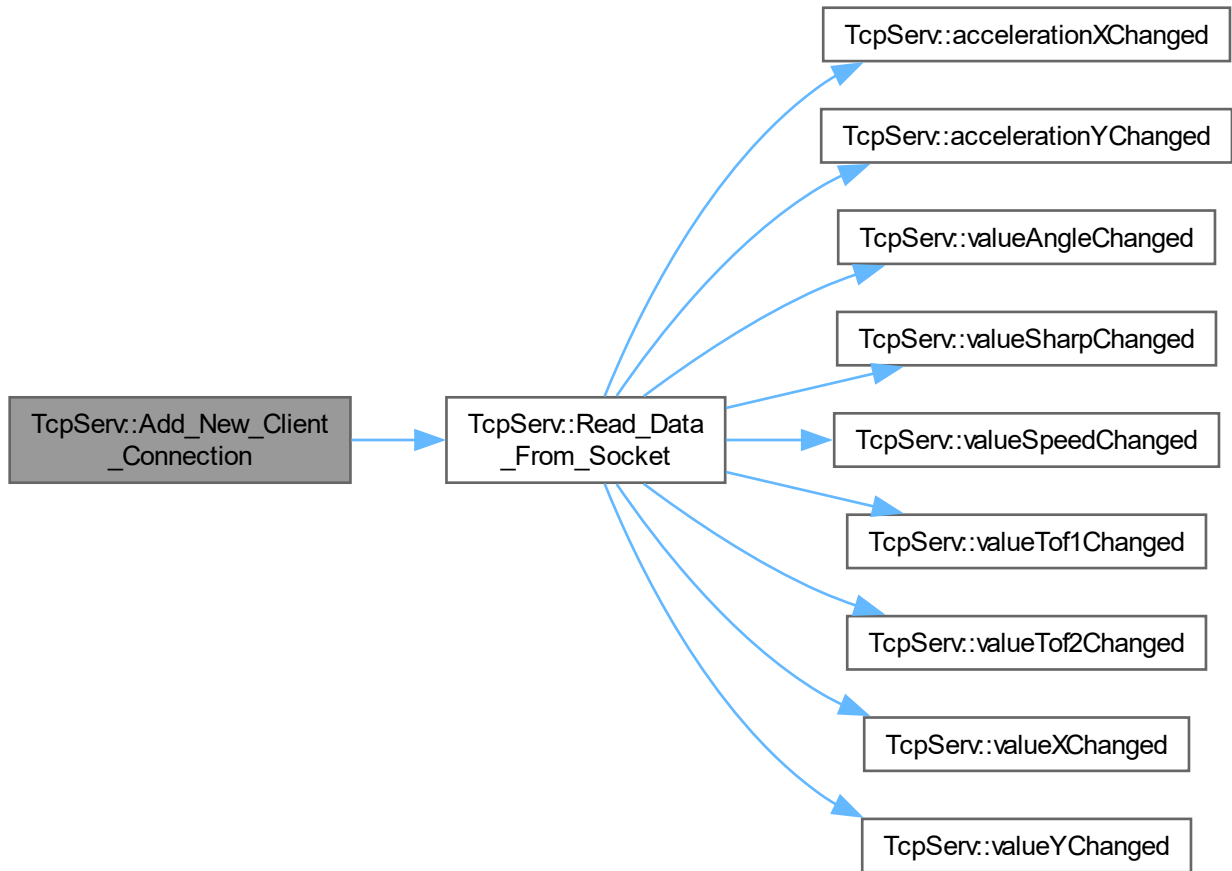 TcpServ::accelerationXChanged
TcpServ::accelerationYChanged
TcpServ::valueAngleChanged
TcpServ::valueSharpChanged
TcpServ::Add_New_Client
_Connection
TcpServ::Read_Data
_From_Socket
TcpServ::valueSpeedChanged
TcpServ::valueTof1Changed
TcpServ::valueTof2Changed
TcpServ::valueXChanged
TcpServ::valueYChanged